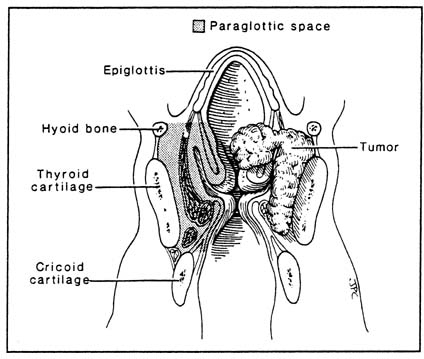 Paraglottic space
Epiglottis
Hyoid bone
Tumor
Thyroid
cartilage
Cricoid
cartilage